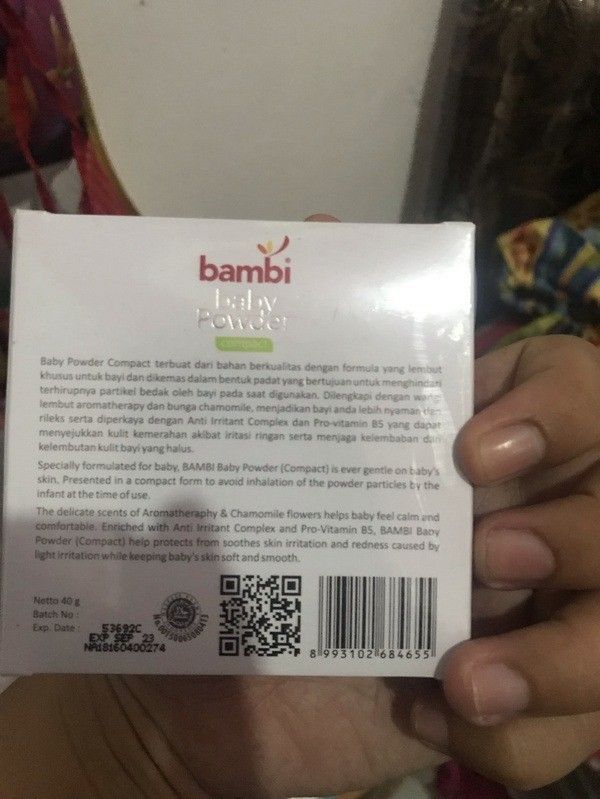 bambi
baby
Powder
compact
Baby Powder Compact terbuat dari bahan berkualitas dengan formula yang lembut
khusus untuk bayi dan dikemas dalam bentuk padat yang bertujuan untuk menghindari
terhirupnya partikel bedak oleh bayi pada saat digunakan. Dilengkapi dengan wangi
lembut aromatherapy dan bunga chamomile, menjadikan bayi anda lebih nyaman dan
rileks serta diperkaya dengan Anti Irritant Complex dan Pro-vitamin B5 yang dapat
menyejukkan kulit kemerahan akibat iritasi ringan serta menjaga kelembaban dan
kelembutan kulit bayi yang halus.
Specially formulated for baby, BAMBI Baby Powder (Compact) is ever gentle on baby's
skin. Presented in a compact form to avoid inhalation of the powder particles by the
infant at the time of use.
The delicate scents of Aromatheraphy & Chamomile flowers helps baby feel calm and
comfortable. Enriched with Anti Irritant Complex and Pro-Vitamin B5, BAMBI Baby
Powder (Compact) help protects from soothes skin irritation and redness caused by
light irritation while keeping baby's skin soft and smooth.
Netto 40 g
Batch No :
Exp. Date : 53692C
EXP SEP 23
NA18160400274
8 993102 684655